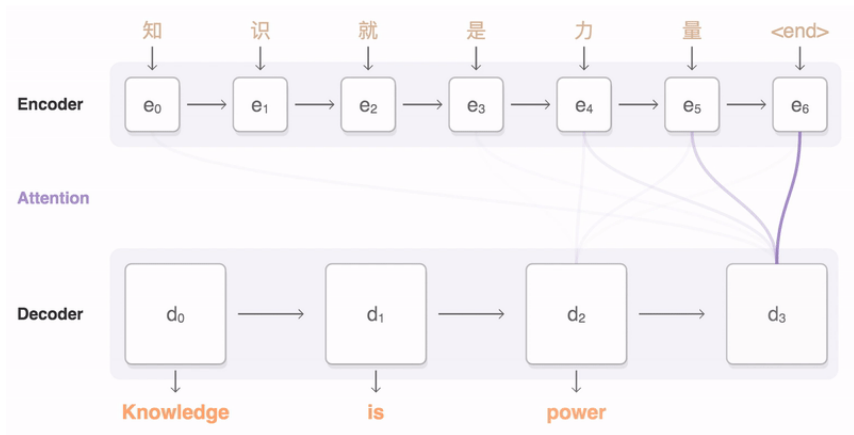 知 识 就 是 力 量 <end>
Encoder e₀ e₁ e₂ e₃ e₄ e₅ e₆
Attention
Decoder d₀ d₁ d₂ d₃
Knowledge is power